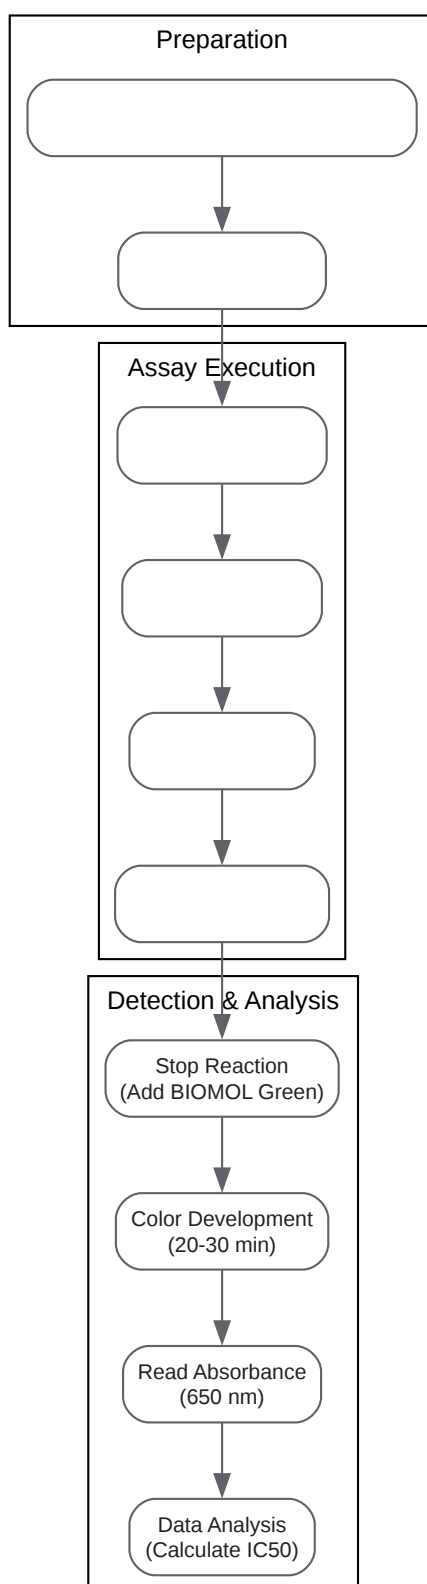 Preparation
Assay Execution
Detection & Analysis
Stop Reaction
(Add BIOMOL Green)
Color Development
(20-30 min)
Read Absorbance
(650 nm)
Data Analysis
(Calculate IC50)